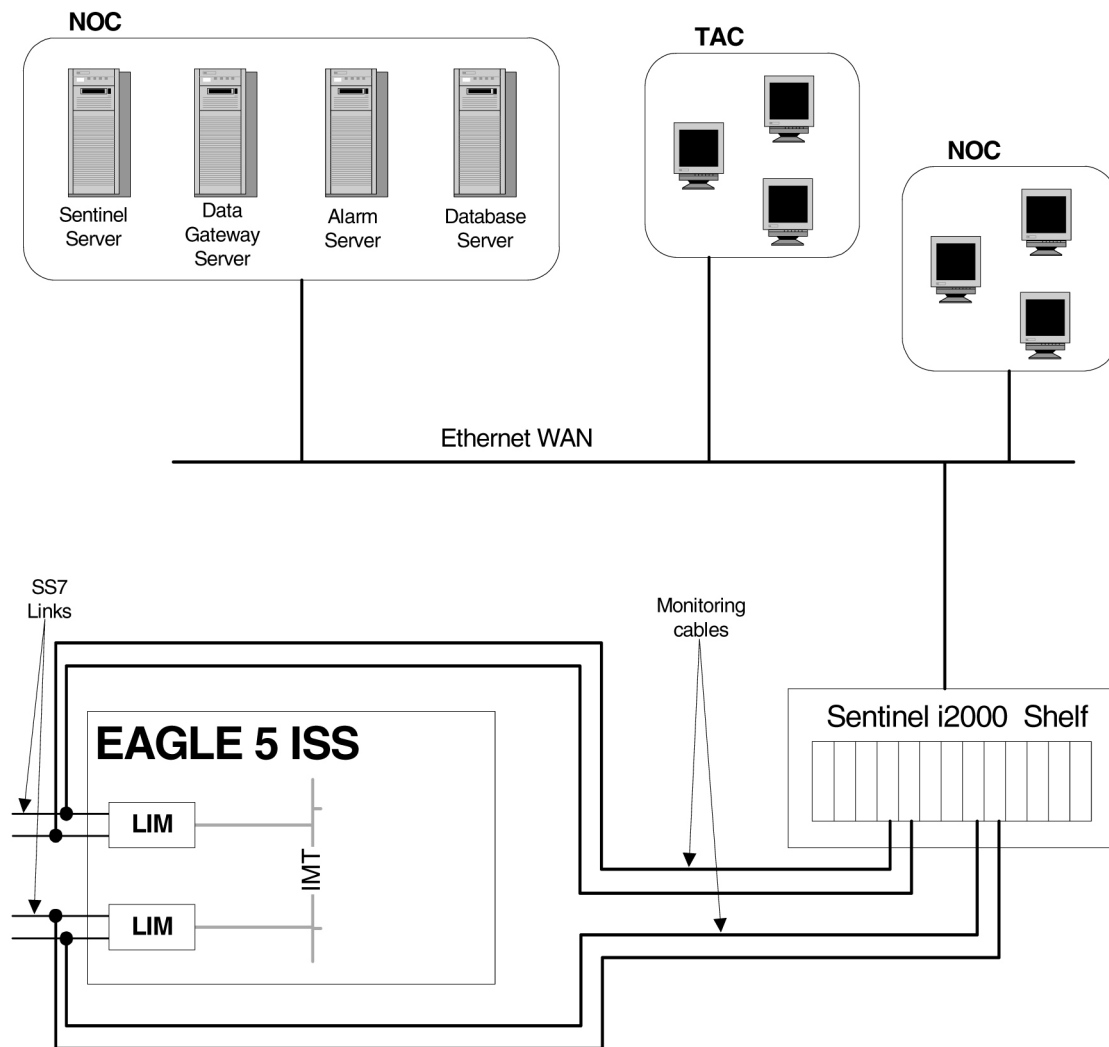 NOC
TAC
NOC
Sentinel
Server
Data
Gateway
Server
Alarm
Server
Database
Server
Ethernet WAN
SS7
Links
Monitoring
cables
Sentinel i2000 Shelf
EAGLE 5 ISS
LIM
IMT
LIM